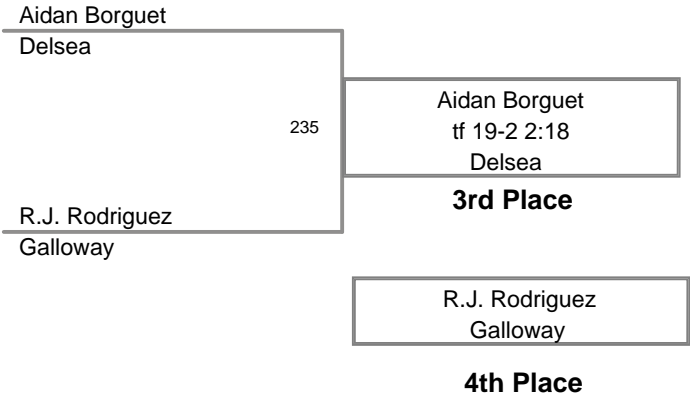 Aidan Borguet
Delsea
235
Aidan Borguet
tf 19-2 2:18
Delsea
3rd Place
R.J. Rodriguez
Galloway
R.J. Rodriguez
Galloway
4th Place